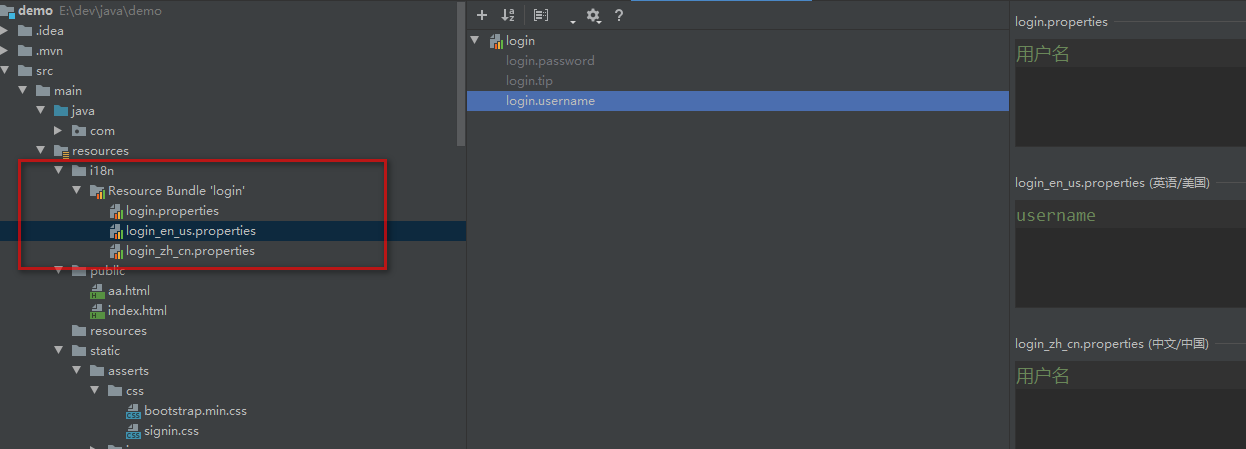 demo E:\dev\java\demo
.idea
.mvn
src
main
java
com
resources
i18n
Resource Bundle 'login'
login.properties
login_en_us.properties
login_zh_cn.properties
public
aa.html
index.html
resources
static
asserts
css
bootstrap.min.css
signin.css
login
login.password
login.tip
login.username
login.properties
用户名
login_en_us.properties (英语/美国)
username
login_zh_cn.properties (中文/中国)
用户名